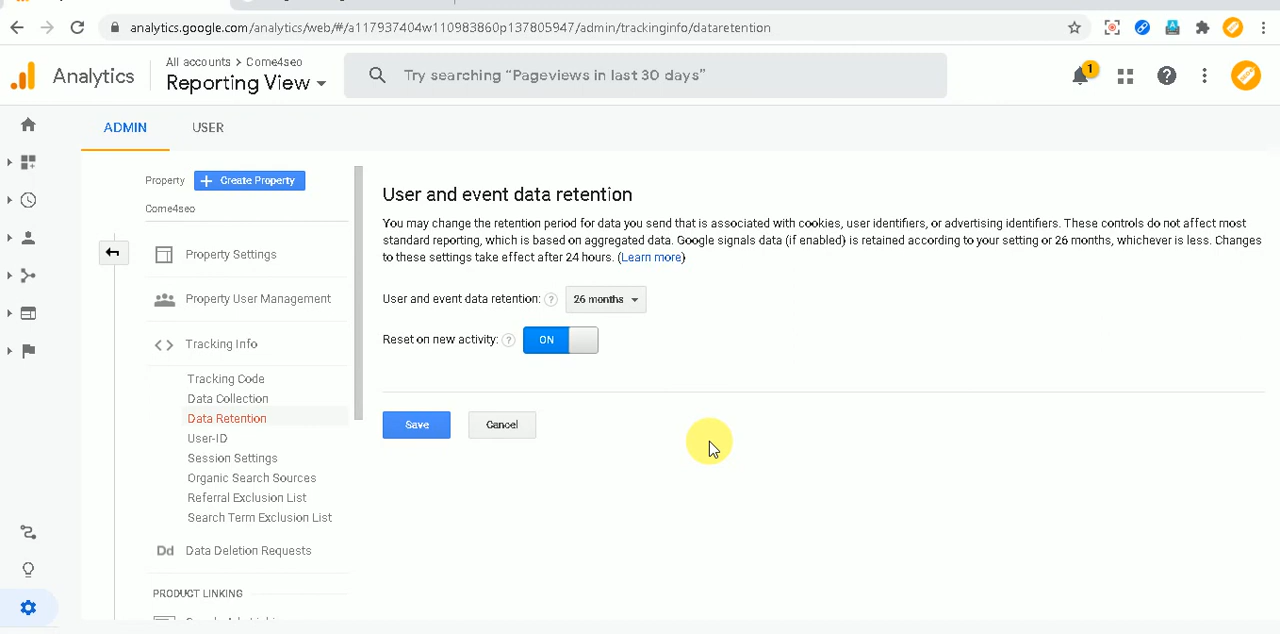 analytics.google.com/analytics/web/#/a117937404w110983860p137805947/admin/trackinginfo/dataretention
Analytics
All accounts > Come4seo
Reporting View
Try searching “Pageviews in last 30 days”
1
ADMIN
USER
Property
Create Property
Come4seo
Property Settings
Property User Management
Tracking Info
Tracking Code
Data Collection
Data Retention
User-ID
Session Settings
Organic Search Sources
Referral Exclusion List
Search Term Exclusion List
Dd Data Deletion Requests
PRODUCT LINKING
User and event data retention
You may change the retention period for data you send that is associated with cookies, user identifiers, or advertising identifiers. These controls do not affect most
standard reporting, which is based on aggregated data. Google signals data (if enabled) is retained according to your setting or 26 months, whichever is less. Changes
to these settings take effect after 24 hours. (Learn more)
User and event data retention: ? 26 months
Reset on new activity: ? ON
Save
Cancel